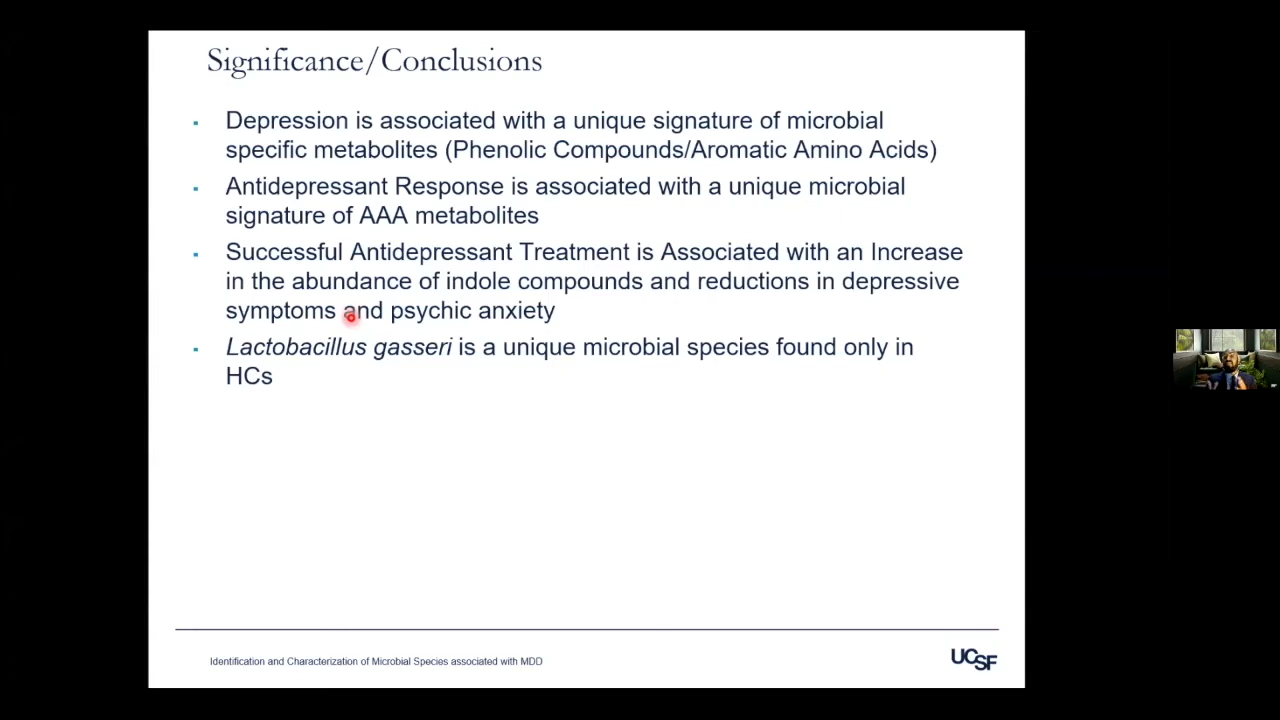 Significance/Conclusions
Depression is associated with a unique signature of microbial
specific metabolites (Phenolic Compounds/Aromatic Amino Acids)
Antidepressant Response is associated with a unique microbial
signature of AAA metabolites
Successful Antidepressant Treatment is Associated with an Increase
in the abundance of indole compounds and reductions in depressive
symptoms and psychic anxiety
Lactobacillus gasseri is a unique microbial species found only in
HCs
Identification and Characterization of Microbial Species associated with MDD
UCSF